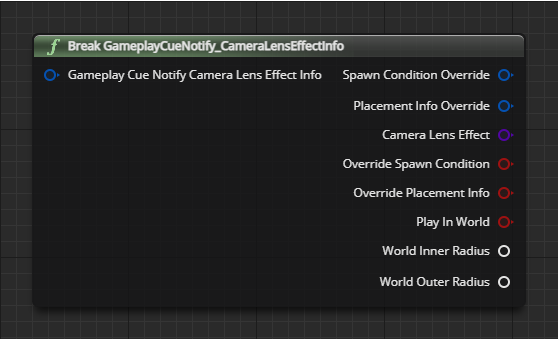 f Break GameplayCueNotify_CameraLensEffectInfo
Gameplay Cue Notify Camera Lens Effect Info Spawn Condition Override
Placement Info Override
Camera Lens Effect
Override Spawn Condition
Override Placement Info
Play In World
World Inner Radius
World Outer Radius